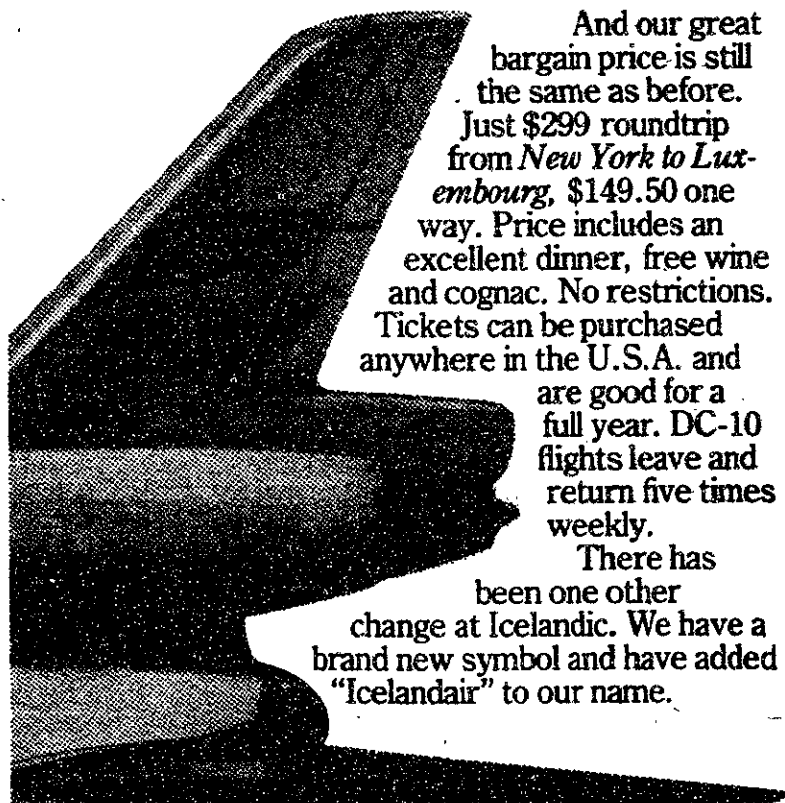 And our great
bargain price is still
the same as before.
Just $299 roundtrip
from New York to Lux-
embourg, $149.50 one
way. Price includes an
excellent dinner, free wine
and cognac. No restrictions.
Tickets can be purchased
anywhere in the U.S.A. and
are good for a
full year. DC-10
flights leave and
return five times
weekly.
There has
been one other
change at Icelandic. We have a
brand new symbol and have added
“Icelandair” to our name.